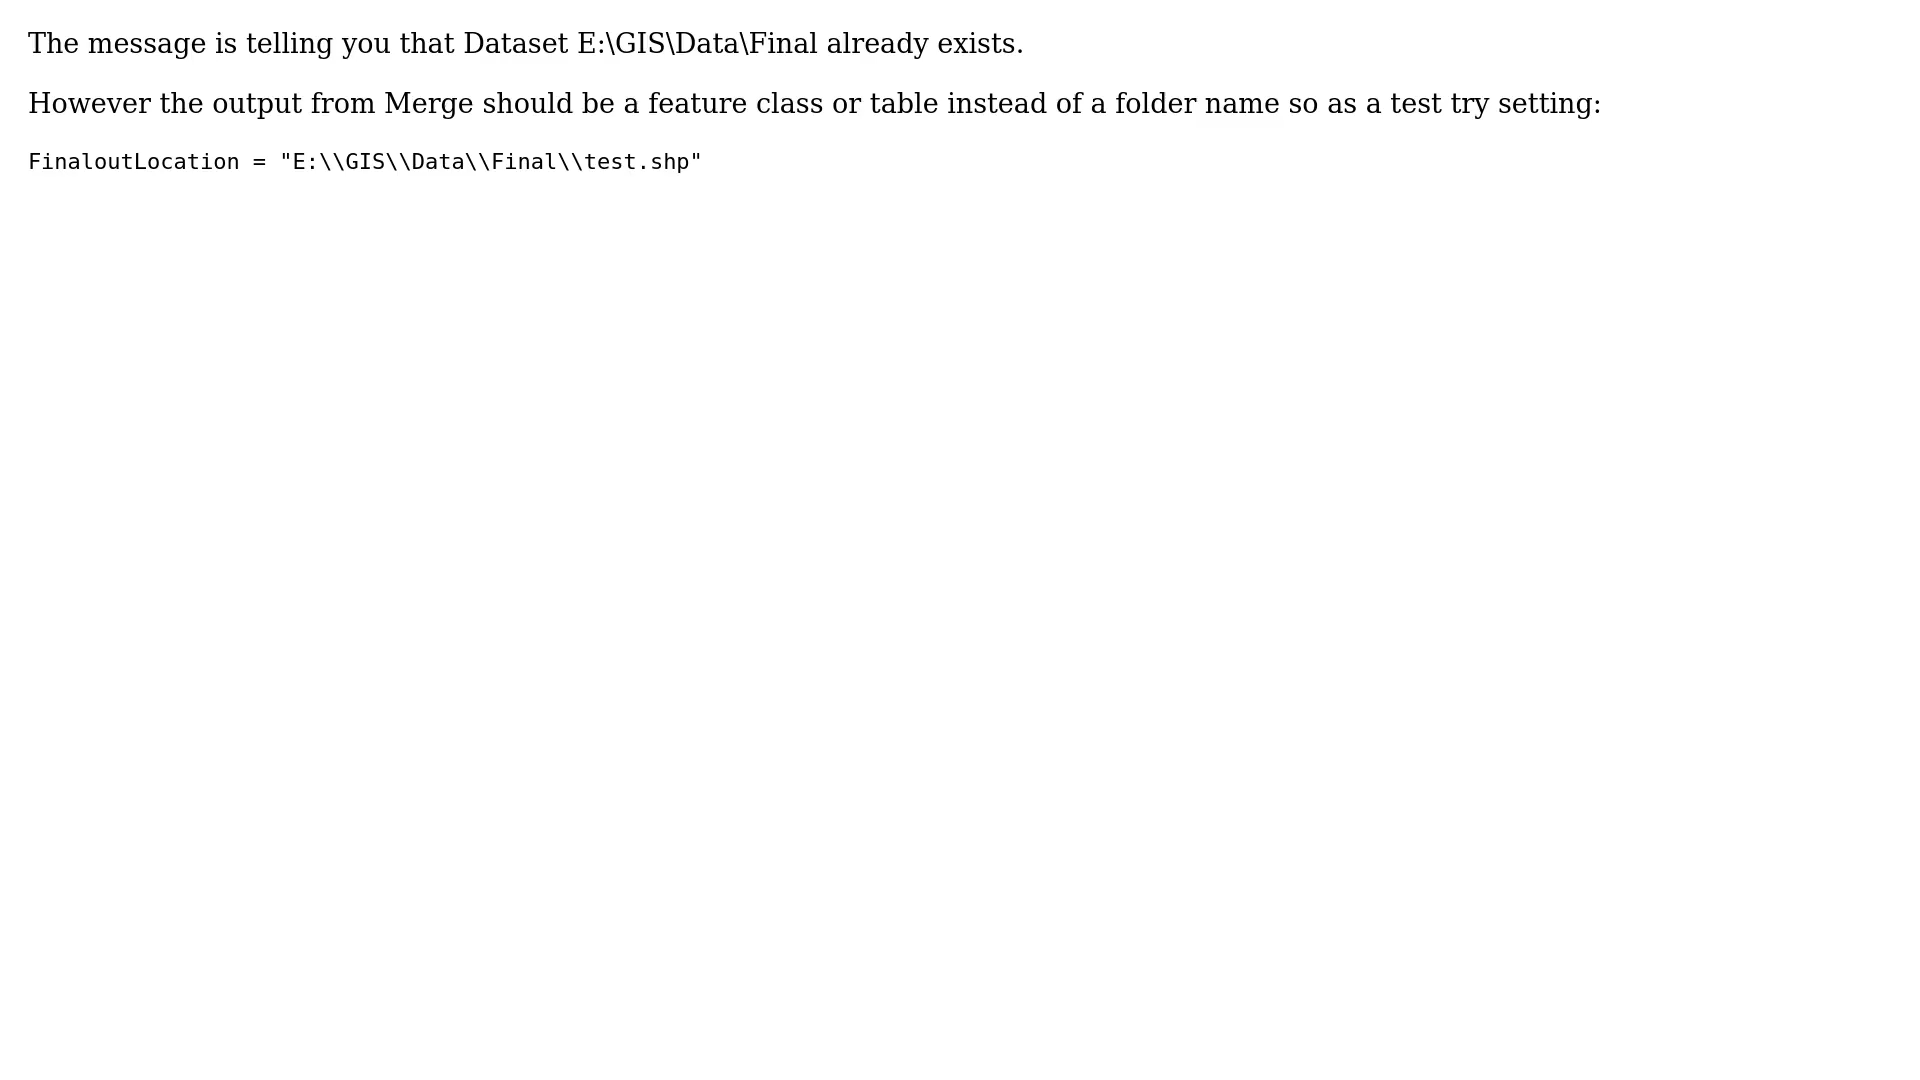 The message is telling you that Dataset E:\GIS\Data\Final already exists.
However the output from Merge should be a feature class or table instead of a folder name so as a test try setting:
FinaloutLocation = "E:\\GIS\\Data\\Final\\test.shp"